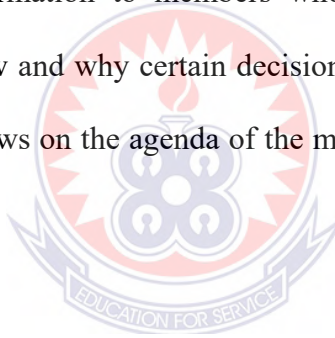 formation to members wh
and why certain decision
ws on the agenda of the m
EDUCATION FOR SERVICE